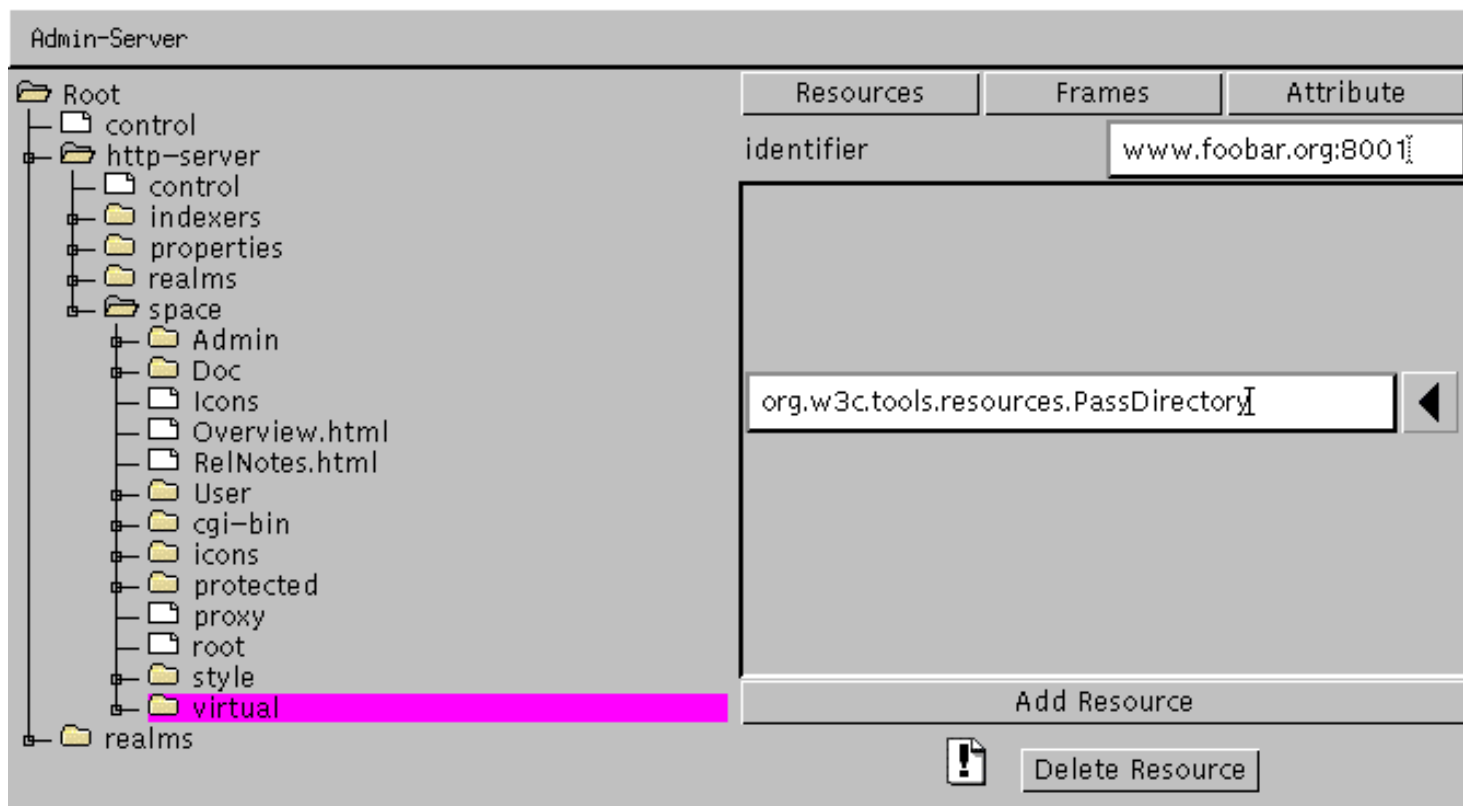 Admin-Server
Root
control
http-server
control
indexers
properties
realms
space
Admin
Doc
Icons
Overview.html
RelNotes.html
User
cgi-bin
icons
protected
proxy
root
style
virtual
realms
Resources Frames Attribute
identifier www.foobar.org:8001
org.w3c.tools.resources.PassDirectory
Add Resource
Delete Resource